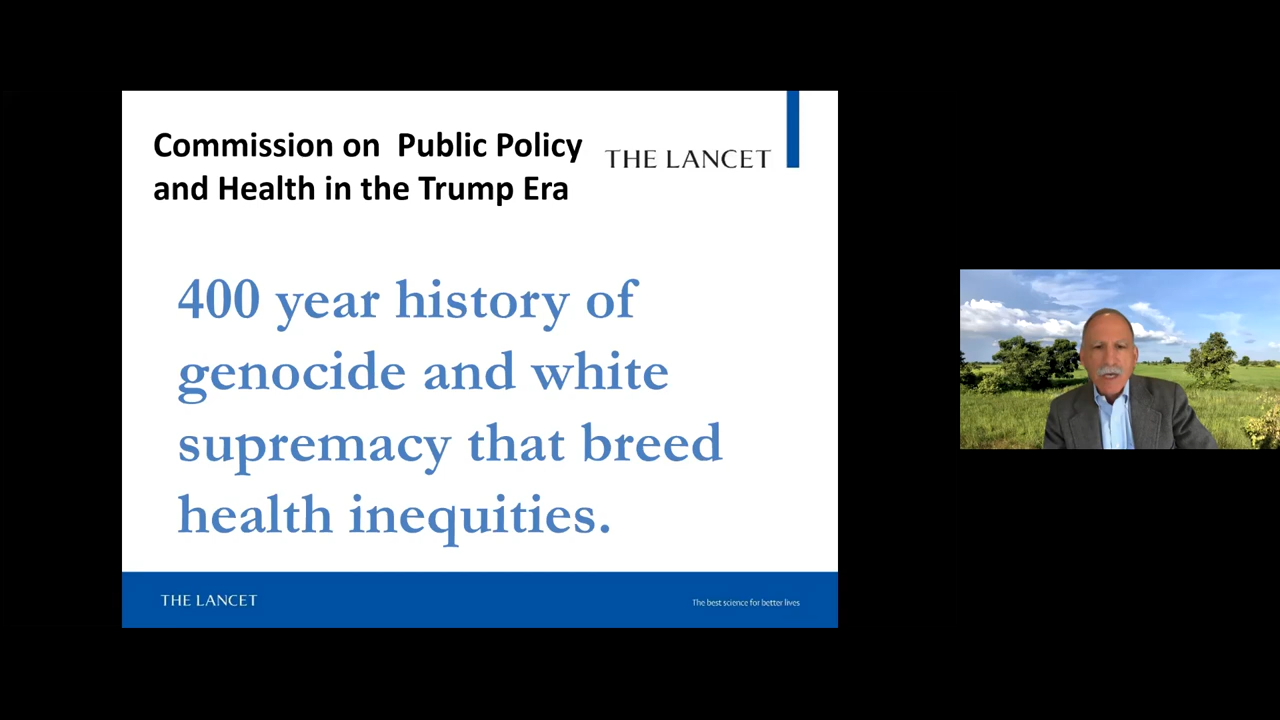 Commission on Public Policy
and Health in the Trump Era
THE LANCET
400 year history of
genocide and white
supremacy that breed
health inequities.
THE LANCET
The best science for better lives